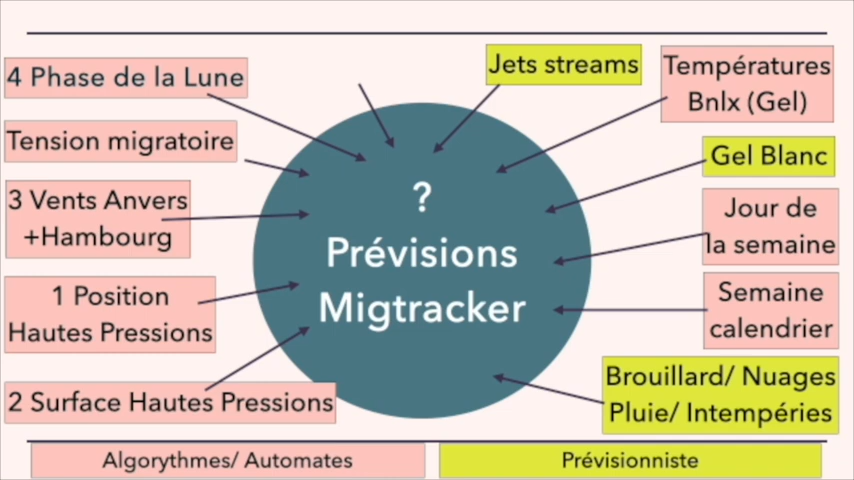 4 Phase de la Lune
Tension migratoire
3 Vents Anvers
+Hambourg
1 Position
Hautes Pressions
2 Surface Hautes Pressions
?
Prévisions
Migtracker
Jets streams
Températures
Bnlx (Gel)
Gel Blanc
Jour de
la semaine
Semaine
calendrier
Brouillard/ Nuages
Pluie/ Intempéries
Algorythmes/ Automates
Prévisionniste